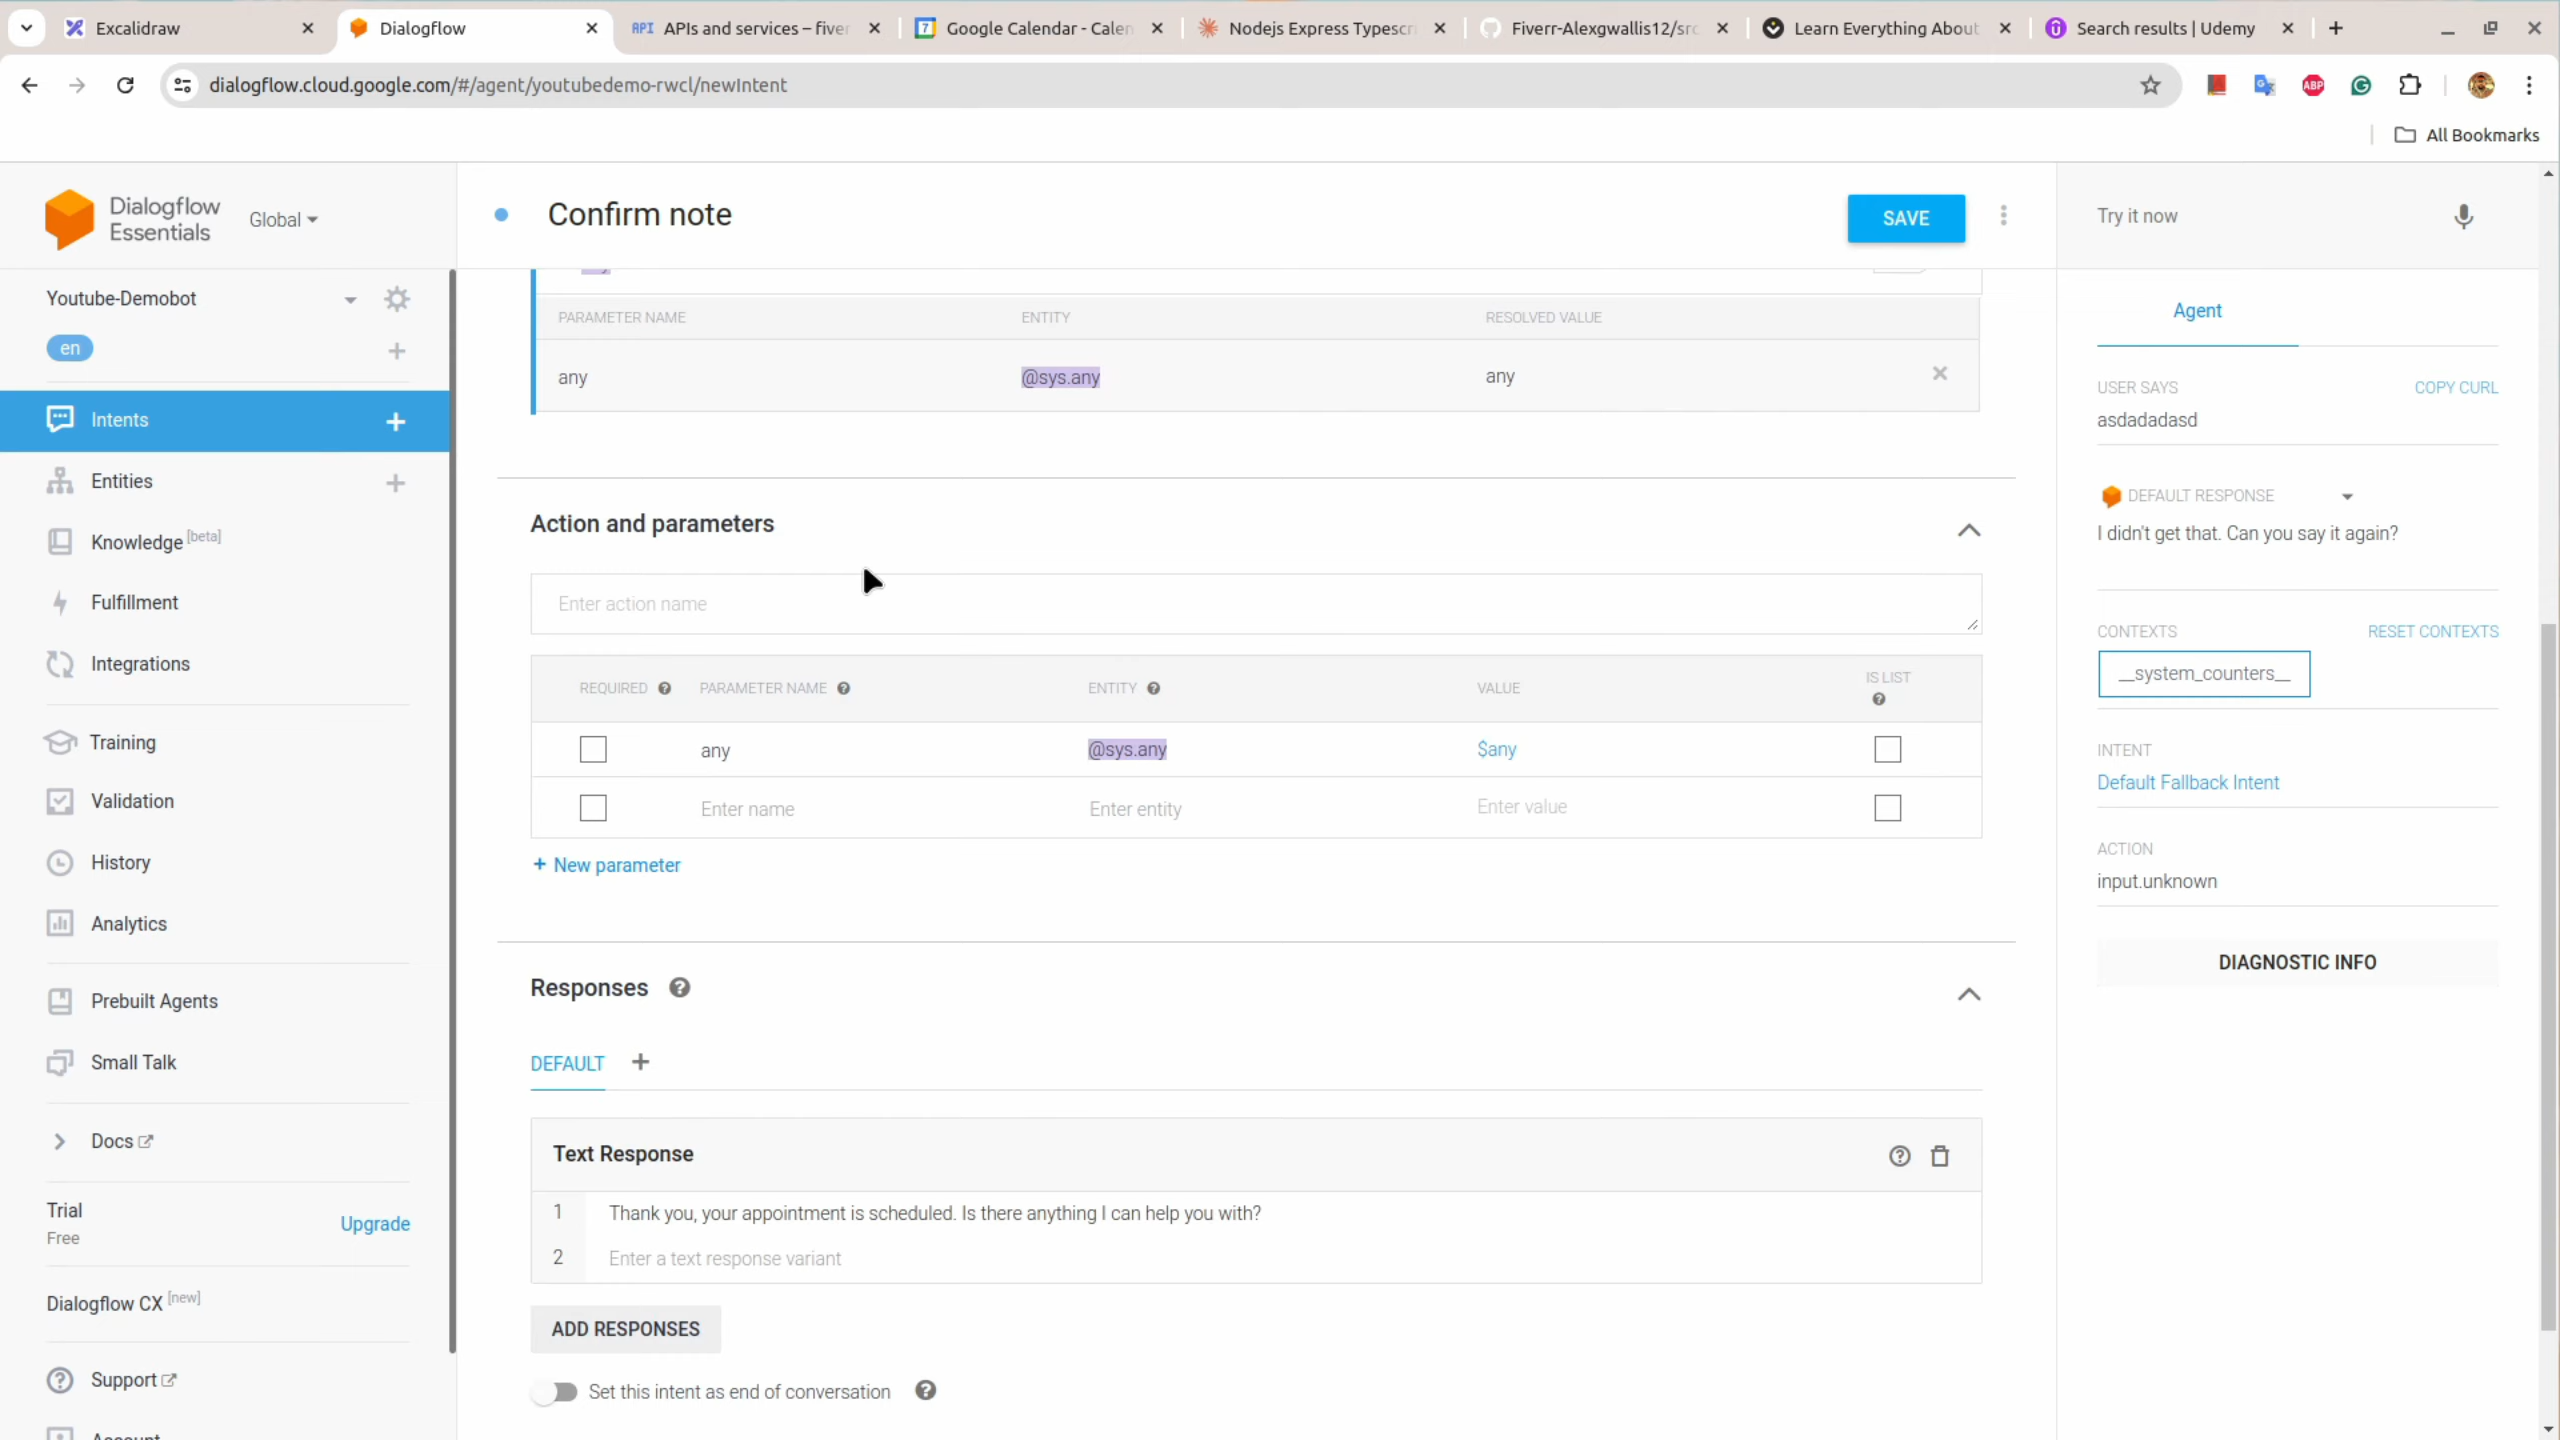 Excalidraw
Dialogflow
API APIs and services – fiver
7 Google Calendar - Calen
Nodejs Express Typescri
Fiverr-Alexgwallis12/src
Learn Everything About
Search results | Udemy
dialogflow.cloud.google.com/#/agent/youtubedemo-rwcl/newIntent
ABP
All Bookmarks
Dialogflow
Essentials
Global
Confirm note
SAVE
Try it now
Youtube-Demobot
en
Intents
Entities
Knowledge [beta]
Fulfillment
Integrations
Training
Validation
History
Analytics
Prebuilt Agents
Small Talk
Docs
Trial
Free
Upgrade
Dialogflow CX [new]
Support
PARAMETER NAME ENTITY RESOLVED VALUE
any @sys.any any
Action and parameters
Enter action name
REQUIRED PARAMETER NAME ENTITY VALUE IS LIST
any @sys.any $any
Enter name Enter entity Enter value
+ New parameter
Responses
DEFAULT +
Text Response
1 Thank you, your appointment is scheduled. Is there anything I can help you with?
2 Enter a text response variant
ADD RESPONSES
Set this intent as end of conversation
Agent
USER SAYS COPY CURL
asdadadasd
DEFAULT RESPONSE
I didn't get that. Can you say it again?
CONTEXTS RESET CONTEXTS
__system_counters__
INTENT
Default Fallback Intent
ACTION
input.unknown
DIAGNOSTIC INFO